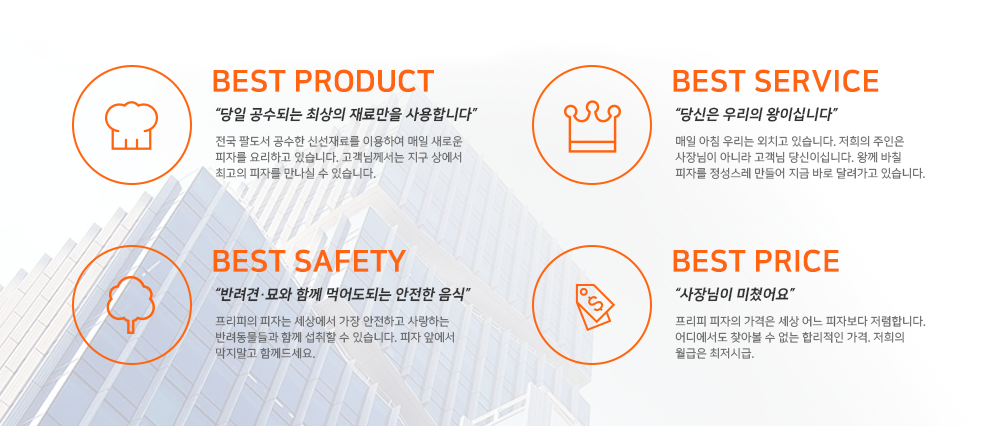 BEST PRODUCT
“당일 공수되는 최상의 재료만을 사용합니다”
전국 팔도서 공수한 신선재료를 이용하여 매일 새로운
피자를 요리하고 있습니다. 고객님께서는 지구 상에서
최고의 피자를 만나실 수 있습니다.
BEST SERVICE
“당신은 우리의 왕이십니다”
매일 아침 우리는 외치고 있습니다. 저희의 주인은
사장님이 아니라 고객님 당신이십니다. 왕께 바칠
피자를 정성스레 만들어 지금 바로 달려가고 있습니다.
BEST SAFETY
“반려견·묘와 함께 먹어도되는 안전한 음식”
프리피의 피자는 세상에서 가장 안전하고 사랑하는
반려동물들과 함께 섭취할 수 있습니다. 피자 앞에서
막지말고 함께드세요.
BEST PRICE
“사장님이 미쳤어요”
프리피 피자의 가격은 세상 어느 피자보다 저렴합니다.
어디에서도 찾아볼 수 없는 합리적인 가격. 저희의
월급은 최저시급.
$